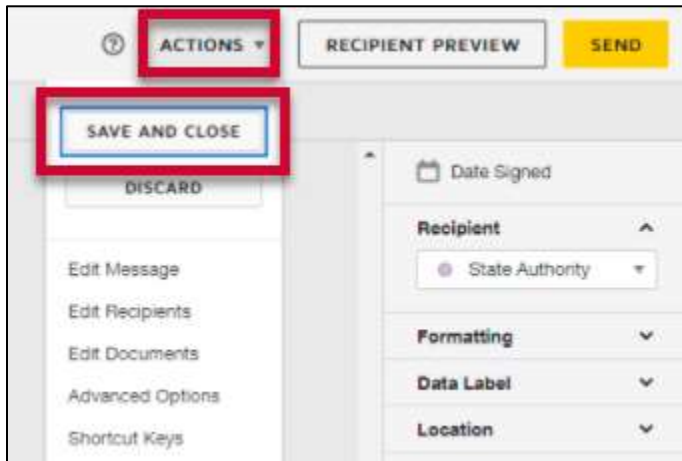 ACTIONS
RECIPIENT PREVIEW
SEND
SAVE AND CLOSE
DISCARD
Edit Message
Edit Recipients
Edit Documents
Advanced Options
Shortcut Keys
Date Signed
Recipient
State Authority
Formatting
Data Label
Location